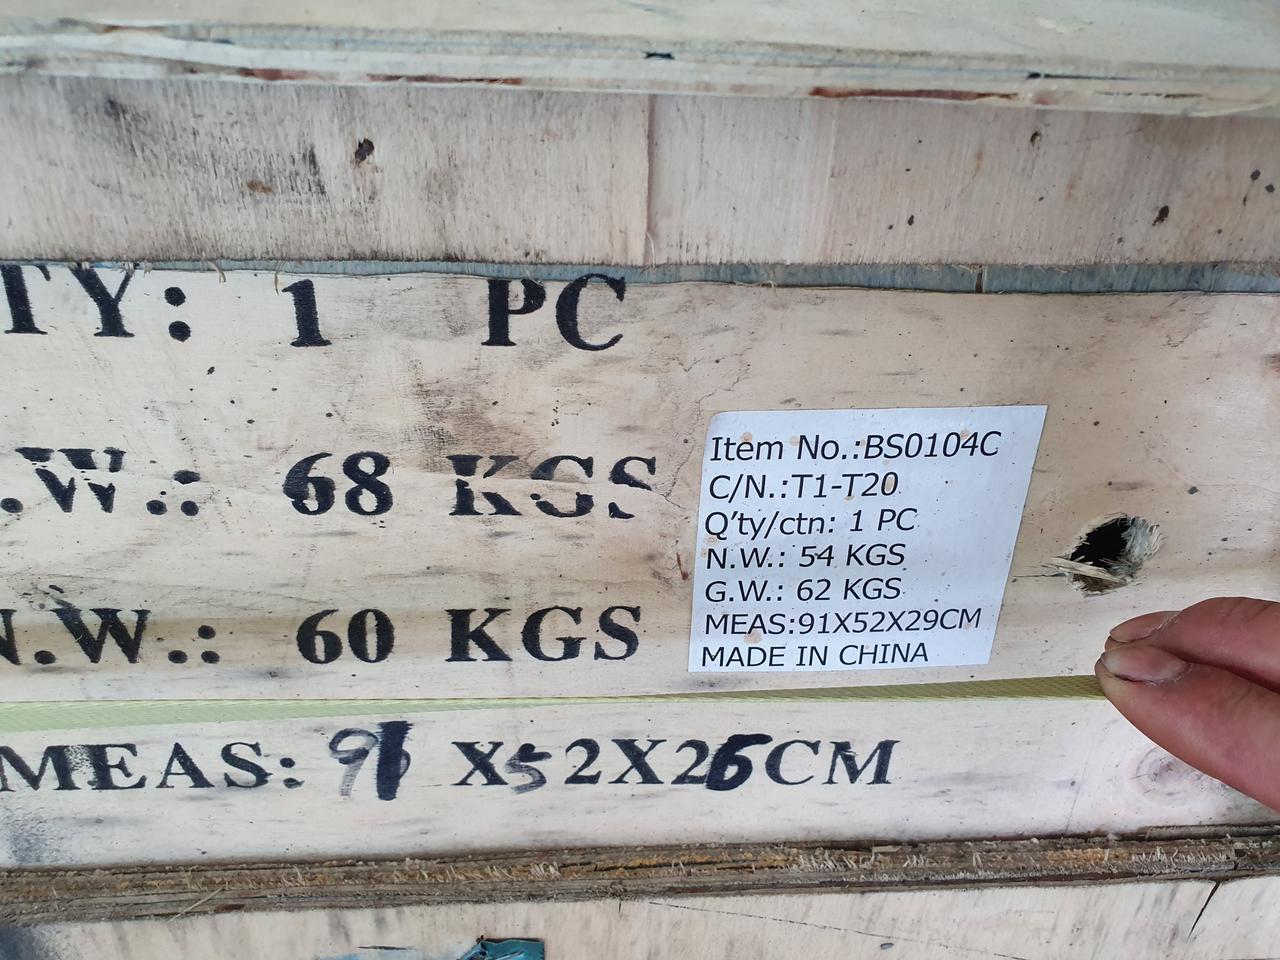 TY: 1 PC
.W.: 68 KGS
N.W.: 60 KGS
MEAS: 91 X52X26CM
Item No.:BS0104C
C/N.:T1-T20
Q'ty/ctn: 1 PC
N.W.: 54 KGS
G.W.: 62 KGS
MEAS:91X52X29CM
MADE IN CHINA